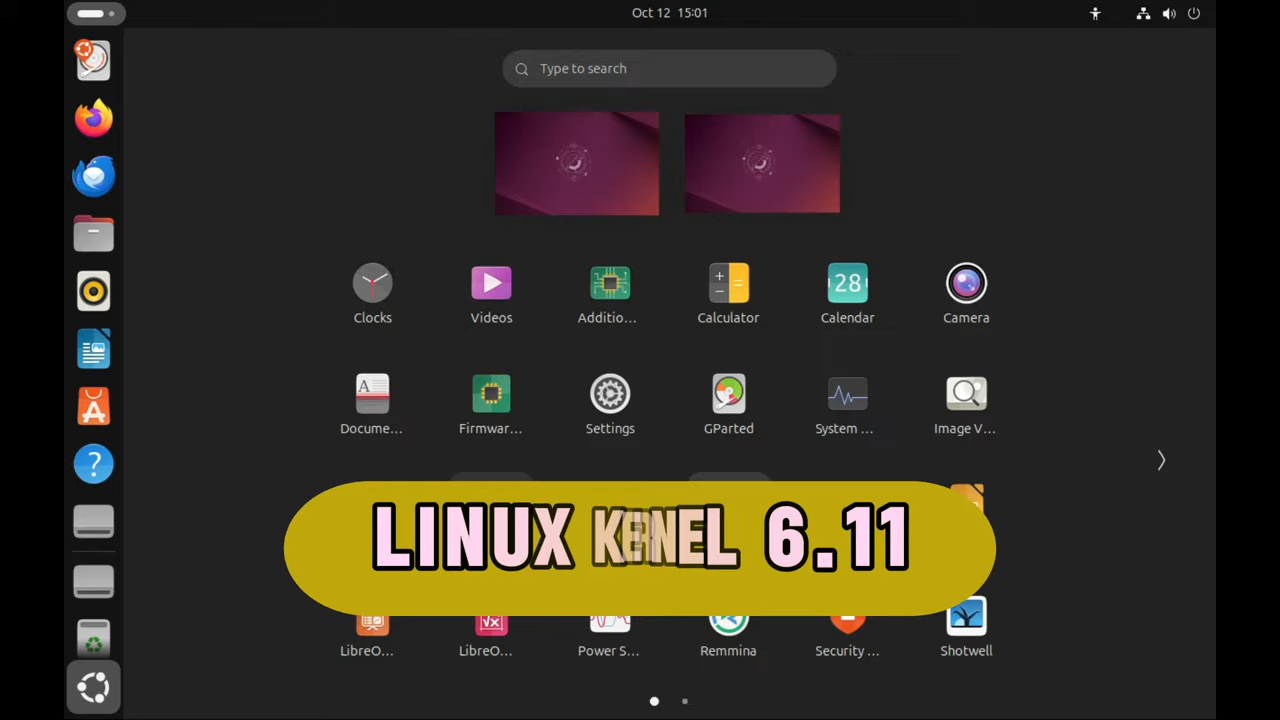 Oct 12 15:01
Type to search
28
Clocks
Videos
Additio...
Calculator
Calendar
Camera
A
Docume...
Firmwar...
Settings
GParted
System ...
Image V...
LINUX KERNEL 6.11
LibreO...
LibreO...
Power S...
Remmina
Security ...
Shotwell